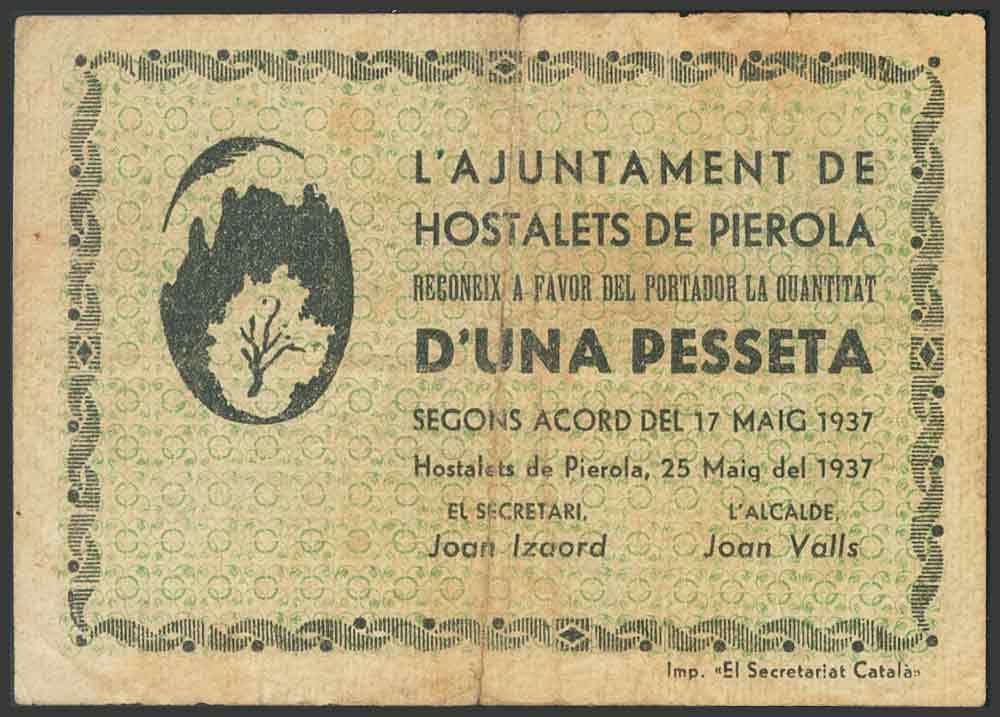 L'AJUNTAMENT DE
HOSTALETS DE PIEROLA
REGONEIX A FAVOR DEL PORTADOR LA QUANTITAT
D'UNA PESSETA
SEGONS ACORD DEL 17 MAIG 1937
Hostalets de Pierola, 25 Maig del 1937
EL SECRETARI,
Joan Izaord
L'ALCALDE,
Joan Valls
Imp. «El Secretariat Català»